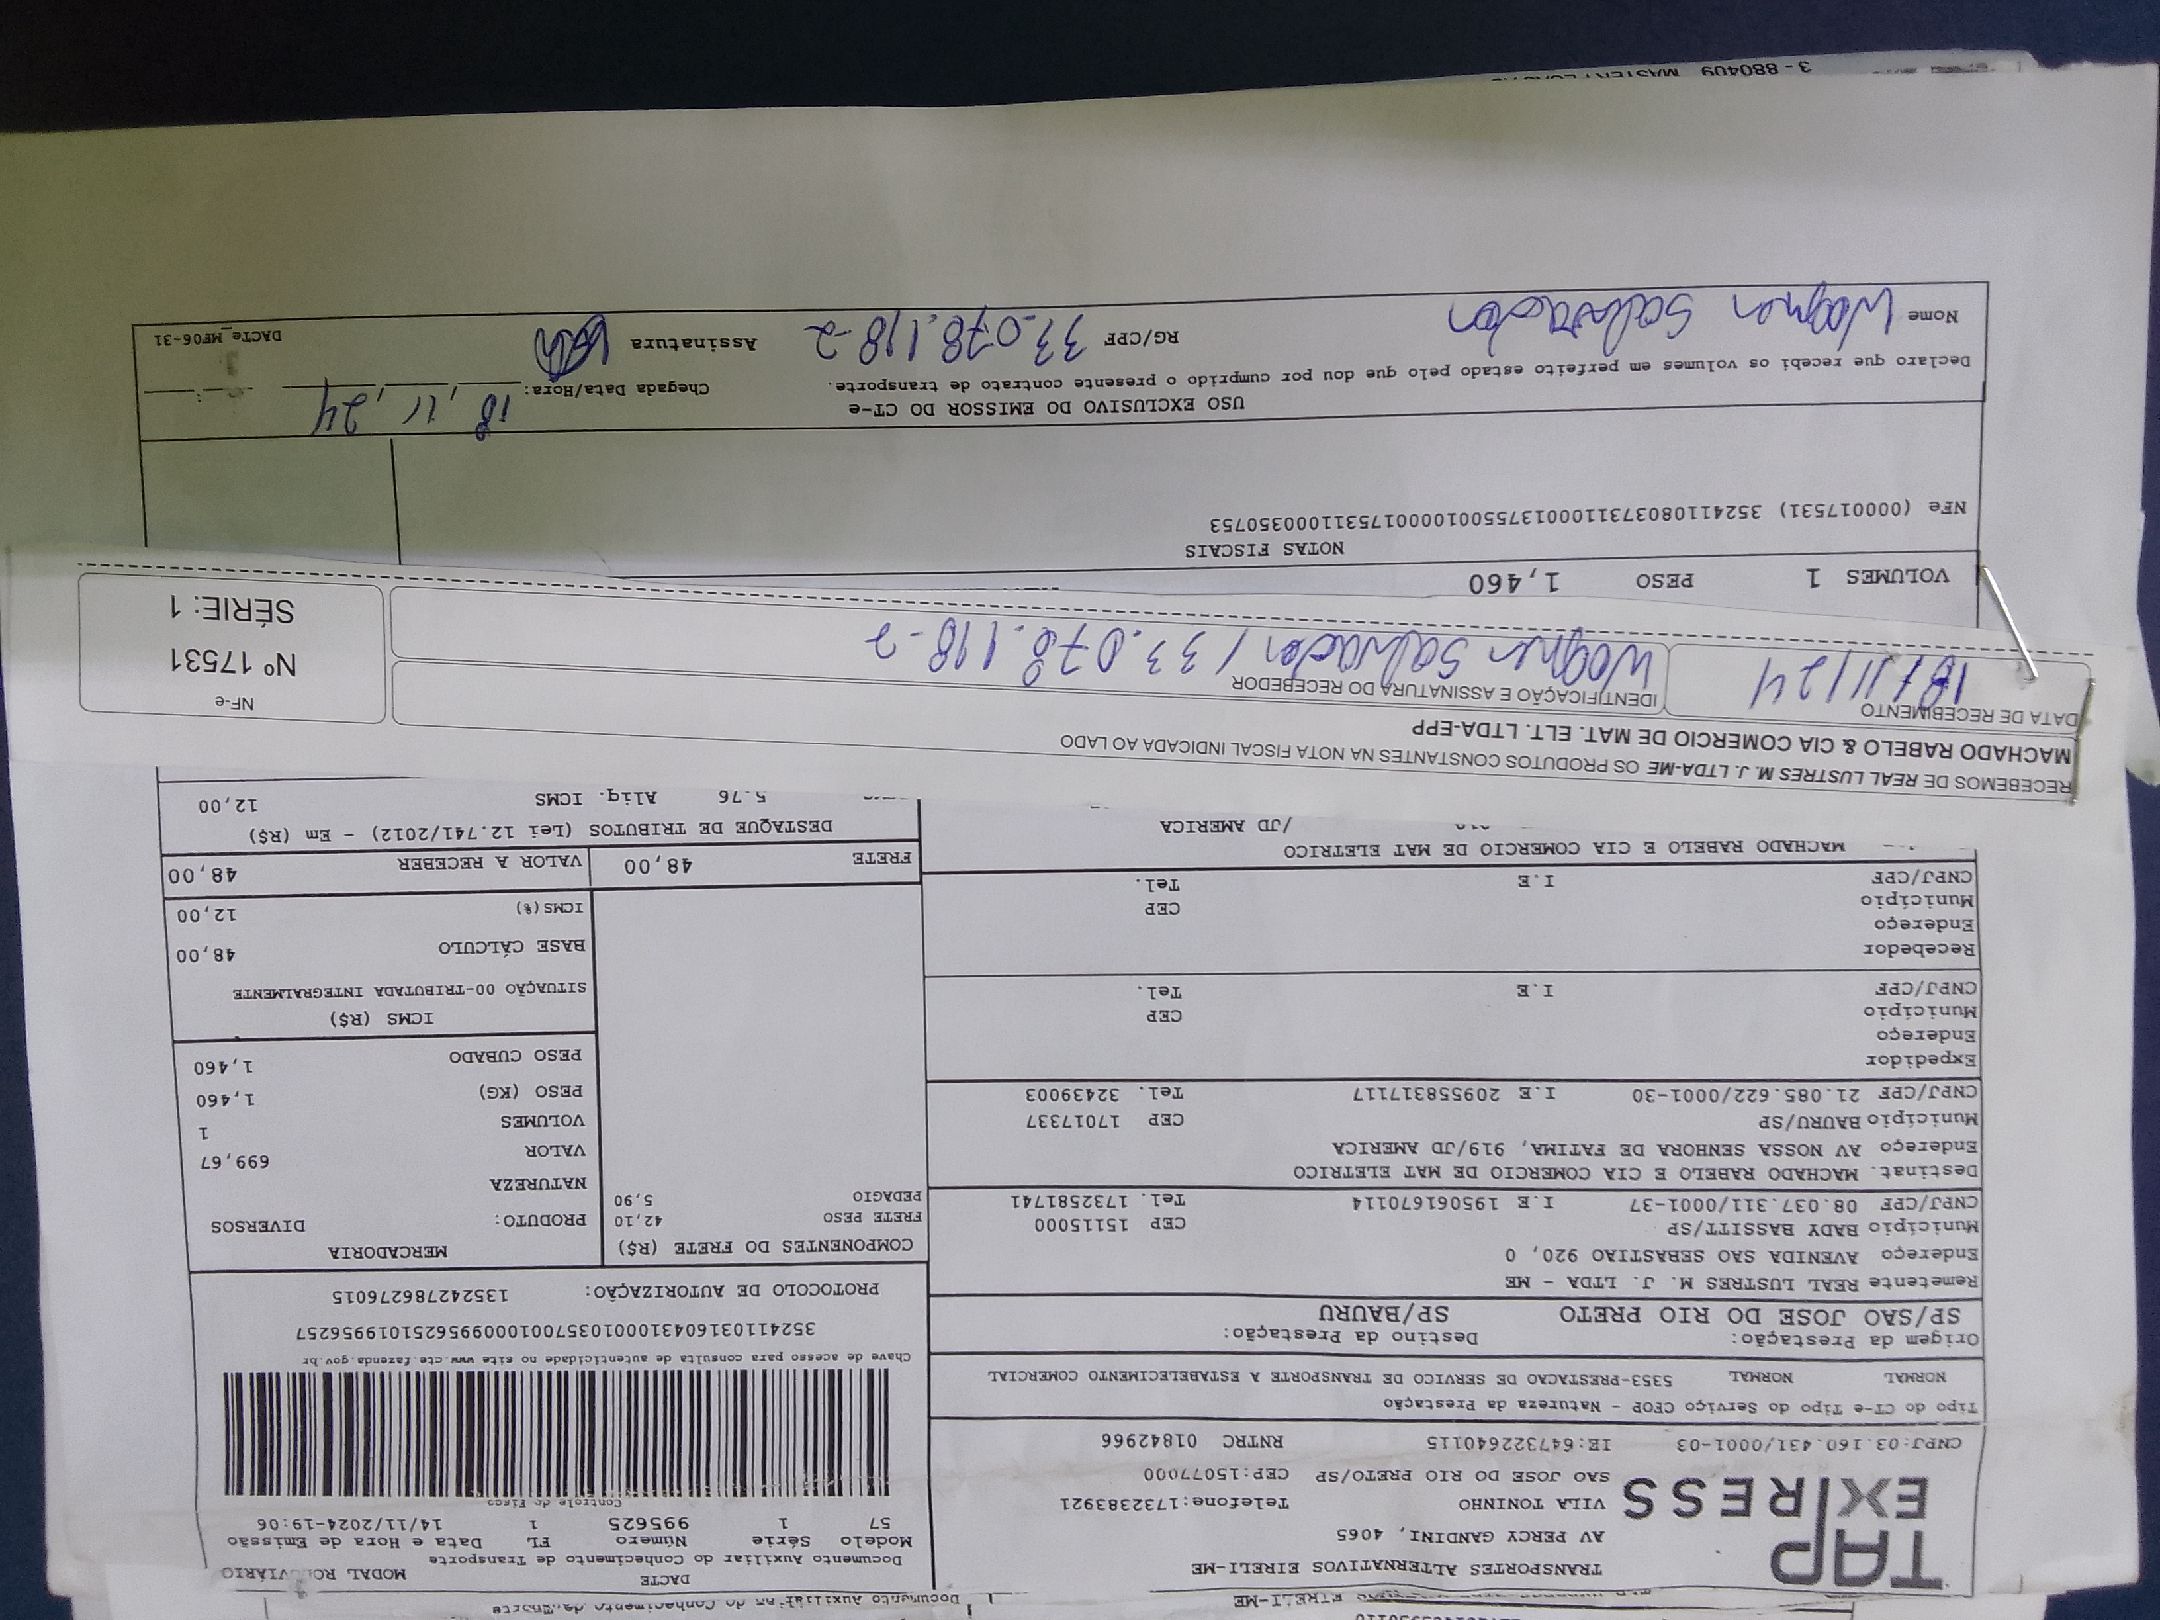 TAP
EXPRESS
TRANSPORTES ALTERNATIVOS EIRELI-ME
AV PERCY GANDINI, 4065
VILA TONINHO Telefone:1732383921
SAO JOSE DO RIO PRETO/SP CEP:15077000
CNPJ:03.160.431/0001-03 IE:647322640115 RNTRC 01842966
DACTE MODAL
Documento Auxiliar do Conhecimento de Transporte
Modelo Série Número FL Data e Hora de Emissão
57 1 995625 1 14/11/2024-19:06
Controle do Fisco
Chave de acesso para consulta de autenticidade no site www.cte.fazenda.gov.br
35241103160431000103570010009956251019956257
PROTOCOLO DE AUTORIZAÇÃO: 135242786276015
Tipo do CT-e Tipo do Serviço CFOP - Natureza da Prestação
NORMAL NORMAL 5353-PRESTACAO DE SERVICO DE TRANSPORTE A ESTABELECIMENTO COMERCIAL
Origem da Prestação: Destino da Prestação:
SP/SAO JOSE DO RIO PRETO SP/BAURU
Remetente REAL LUSTRES M. J. LTDA - ME
Endereço AVENIDA SAO SEBASTIAO 920, 0
Município BADY BASSITT/SP CEP 15115000
CNPJ/CPF 08.037.311/0001-37 I.E 195061670114 Tel. 1732581741
Destinat. MACHADO RABELO E CIA COMERCIO DE MAT ELETRICO
Endereço AV NOSSA SENHORA DE FATIMA, 919/JD AMERICA
Município BAURU/SP CEP 17017337
CNPJ/CPF 21.085.622/0001-30 I.E 209558317117 Tel. 32439003
Expedidor
Endereço
Município CEP
CNPJ/CPF I.E Tel.
Recebedor
Endereço
Município CEP
CNPJ/CPF I.E Tel.
MACHADO RABELO E CIA COMERCIO DE MAT ELETRICO
/JD AMERICA
COMPONENTES DO FRETE (R$)
FRETE PESO 42,10
PEDAGIO 5,90
MERCADORIA
PRODUTO: DIVERSOS
NATUREZA
VALOR 699,67
VOLUMES 1
PESO (KG) 1,460
PESO CUBADO 1,460
ICMS (R$)
SITUAÇÃO 00-TRIBUTADA INTEGRALMENTE
BASE CÁLCULO 48,00
ICMS(%) 12,00
FRETE 48,00 VALOR A RECEBER 48,00
DESTAQUE DE TRIBUTOS (Lei 12.741/2012) - Em (R$)
5.76 Aliq. ICMS 12,00
RECEBEMOS DE REAL LUSTRES M. J. LTDA-ME OS PRODUTOS CONSTANTES NA NOTA FISCAL INDICADA AO LADO
MACHADO RABELO & CIA COMERCIO DE MAT. ELT. LTDA-EPP
DATA DE RECEBIMENTO IDENTIFICAÇÃO E ASSINATURA DO RECEBEDOR
18/11/24 Wagner Salvador / 33.078.118-2
NF-e
Nº 17531
SÉRIE: 1
VOLUMES 1 PESO 1,460
NOTAS FISCAIS
NFe (000017531) 35241108037311000137550010000175311000350753
USO EXCLUSIVO DO EMISSOR DO CT-e
Declaro que recebi os volumes em perfeito estado pelo que dou por cumprido o presente contrato de transporte.
Chegada Data/Hora: 18/11/24
Nome Wagner Salvador RG/CPF 33.078.118-2 Assinatura
DACTe_MF06-31
3-880409